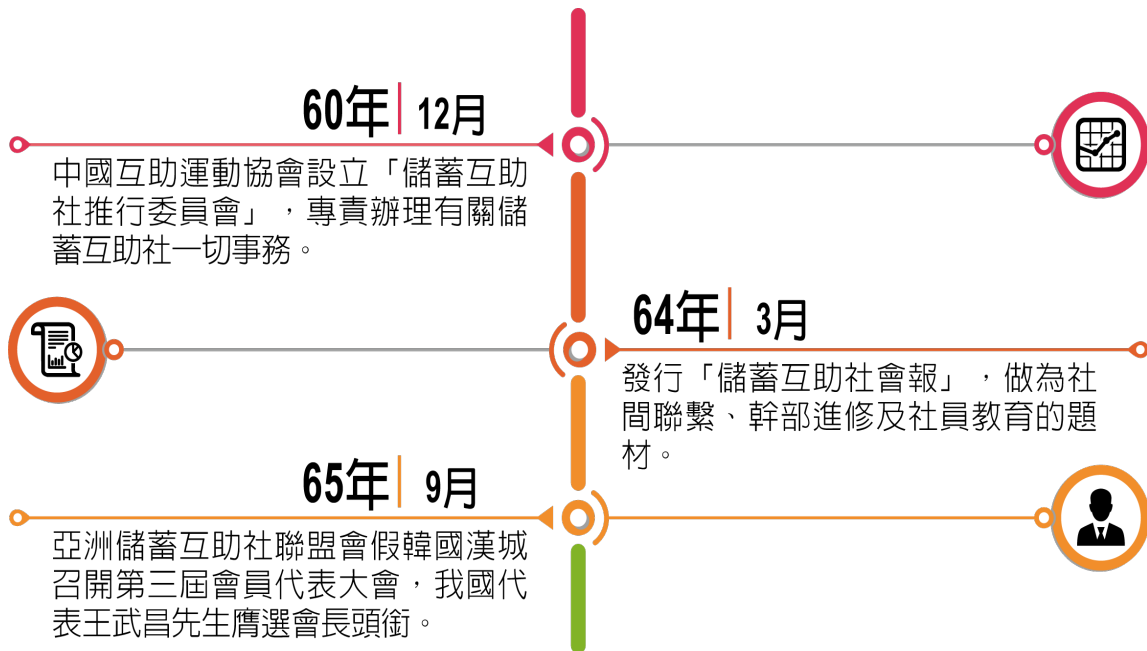 60年 12月
中國互助運動協會設立「儲蓄互助
社推行委員會」，專責辦理有關儲
蓄互助社一切事務。
64年 3月
發行「儲蓄互助社會報」，做為社
間聯繫、幹部進修及社員教育的題
材。
65年 9月
亞洲儲蓄互助社聯盟會假韓國漢城
召開第三屆會員代表大會，我國代
表王武昌先生膺選會長頭銜。